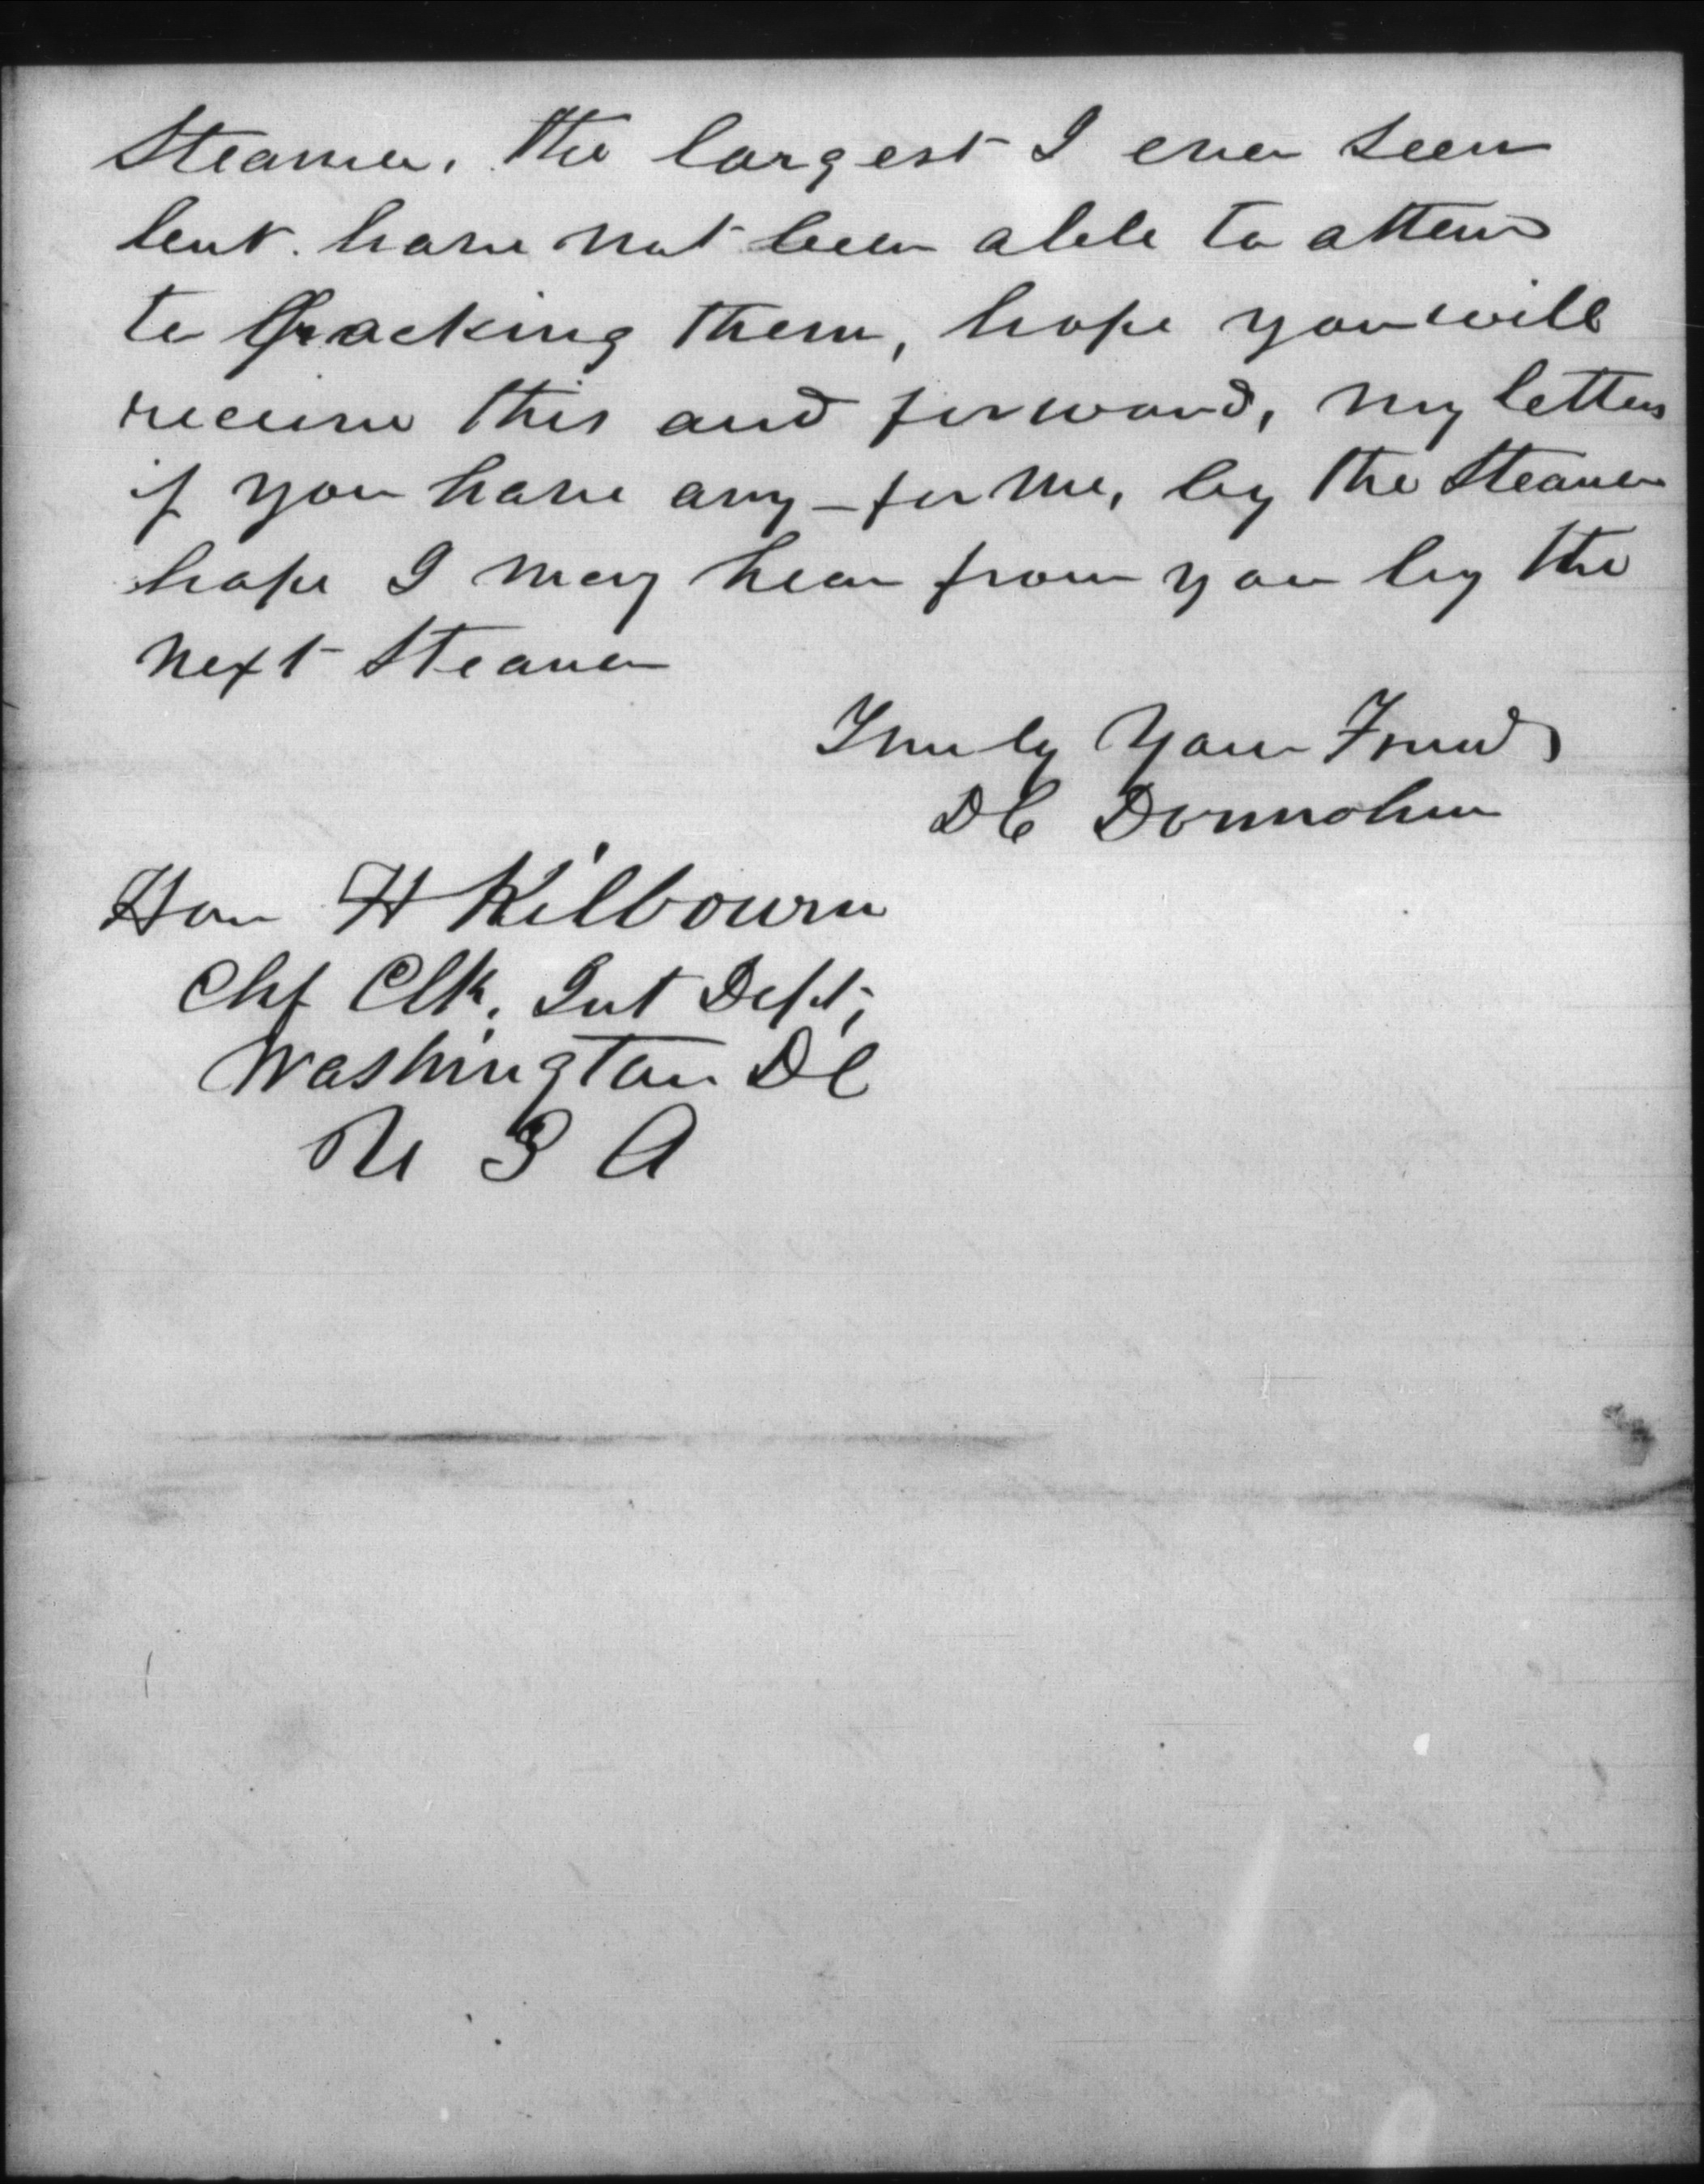 Steamer. The largest I ever seen
but. have not been able to attend
to packing them, hope you will
receive this and forward, my letters
if you have any - for me, by the Steamer
hope I may hear from you by the
next Steamer
Truly Your Friend
DC Donnohue
Hon H Kilbourn
Chf Clk. Int Dept,
Washington DC
U S A